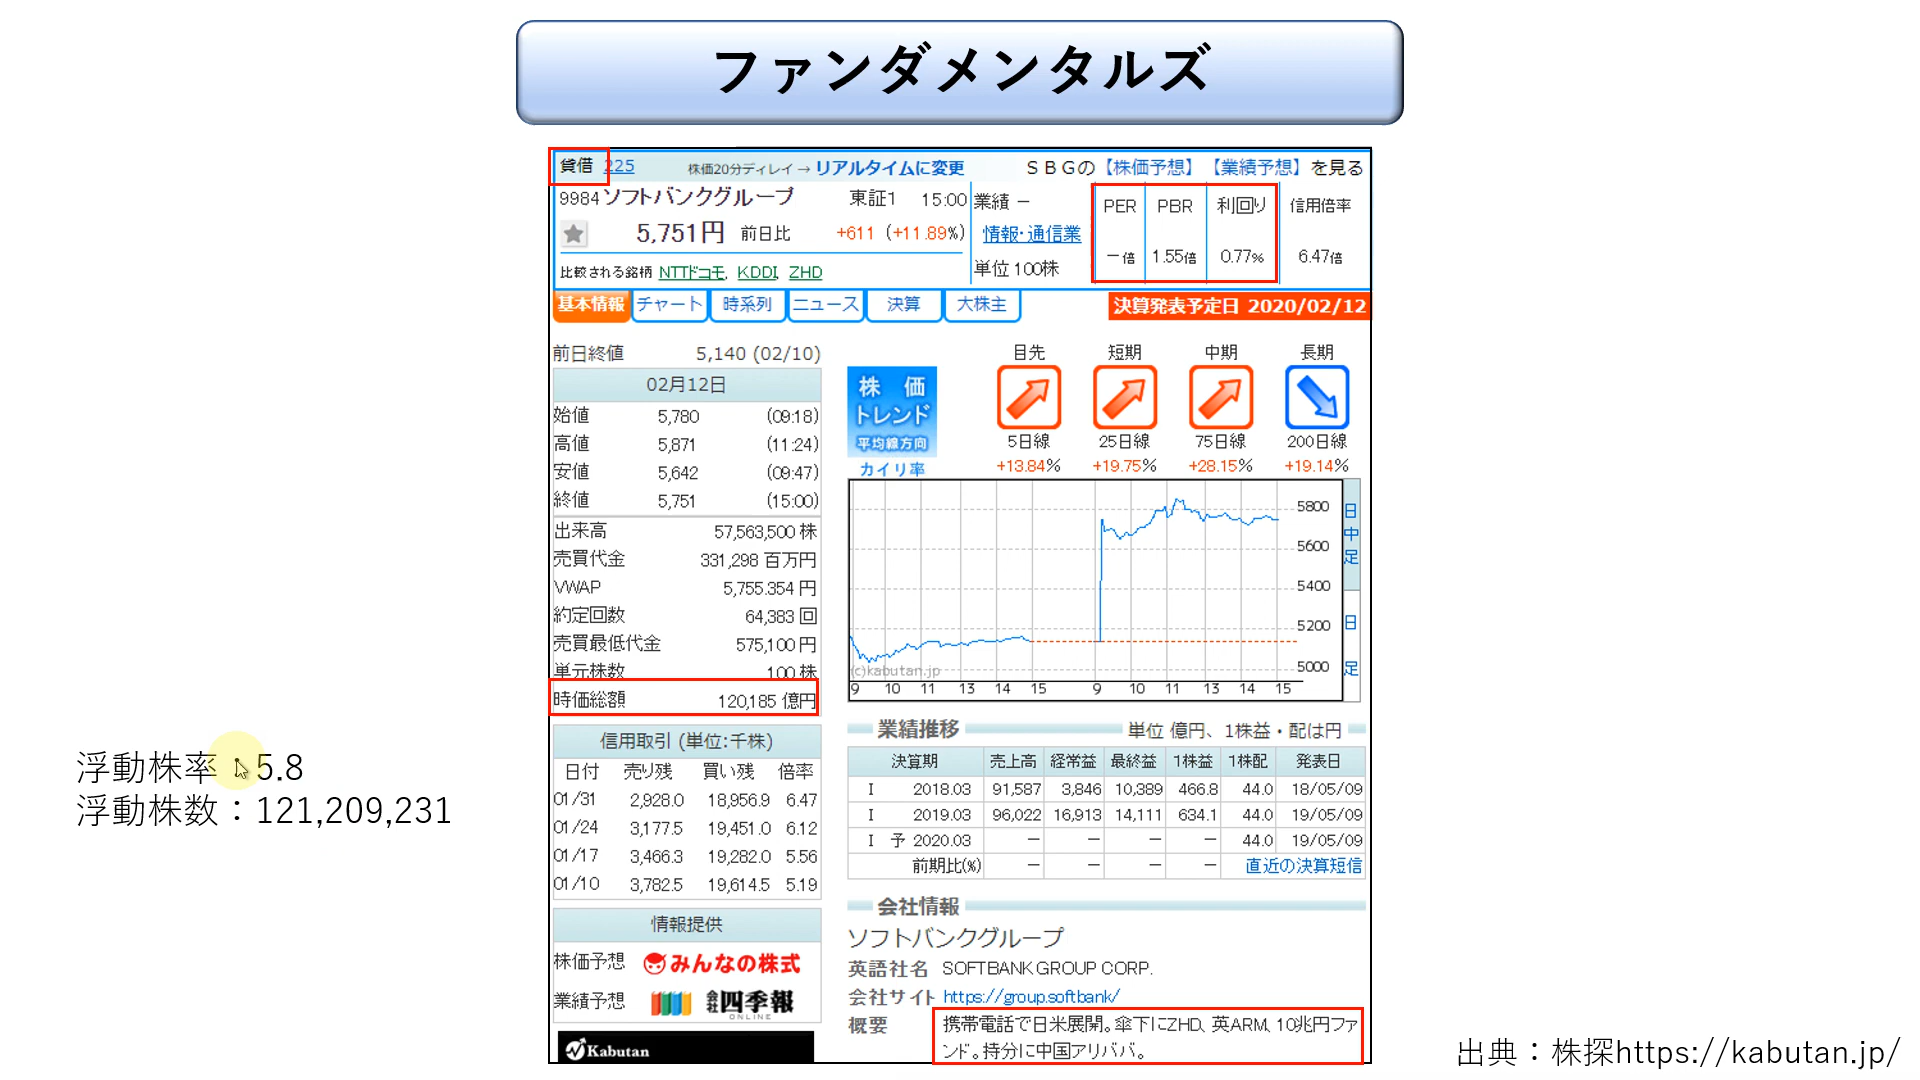 ファンダメンタルズ
貸借 225 株価20分ディレイ→リアルタイムに変更 ＳＢＧの【株価予想】【業績予想】を見る
9984 ソフトバンクグループ 東証1 15:00
5,751円 前日比 +611 (+11.89%)
比較される銘柄 NTTドコモ, KDDI, ZHD
業績 －
情報・通信業
単位 100株
PER PBR 利回り 信用倍率
－倍 1.55倍 0.77% 6.47倍
基本情報 チャート 時系列 ニュース 決算 大株主
決算発表予定日 2020/02/12
前日終値 5,140 (02/10)
02月12日
始値 5,780 (09:18)
高値 5,871 (11:24)
安値 5,642 (09:47)
終値 5,751 (15:00)
出来高 57,563,500 株
売買代金 331,298 百万円
VWAP 5,755.354 円
約定回数 64,383 回
売買最低代金 575,100 円
単元株数 100 株
時価総額 120,185 億円
信用取引 (単位:千株)
日付 売り残 買い残 倍率
01/31 2,928.0 18,956.9 6.47
01/24 3,177.5 19,451.0 6.12
01/17 3,466.3 19,282.0 5.56
01/10 3,782.5 19,614.5 5.19
情報提供
株価予想 みんなの株式
業績予想 会社四季報
ONLINE
Kabutan
株価
トレンド
平均線方向
カイリ率
目先 短期 中期 長期
5日線 25日線 75日線 200日線
+13.84% +19.75% +28.15% +19.14%
5800
5600
5400
5200
5000
(c)kabutan.jp
9 10 11 13 14 15 9 10 11 13 14 15
日中足
日足
業績推移 単位 億円、1株益・配は円
決算期 売上高 経常益 最終益 1株益 1株配 発表日
I 2018.03 91,587 3,846 10,389 466.8 44.0 18/05/09
I 2019.03 96,022 16,913 14,111 634.1 44.0 19/05/09
I 予 2020.03 － － － － 44.0 19/05/09
前期比(%) － － － － 直近の決算短信
会社情報
ソフトバンクグループ
英語社名 SOFTBANK GROUP CORP.
会社サイト https://group.softbank/
概要 携帯電話で日米展開。傘下にZHD、英ARM、10兆円ファ
ンド。持分に中国アリババ。
浮動株率：5.8
浮動株数：121,209,231
出典：株探https://kabutan.jp/